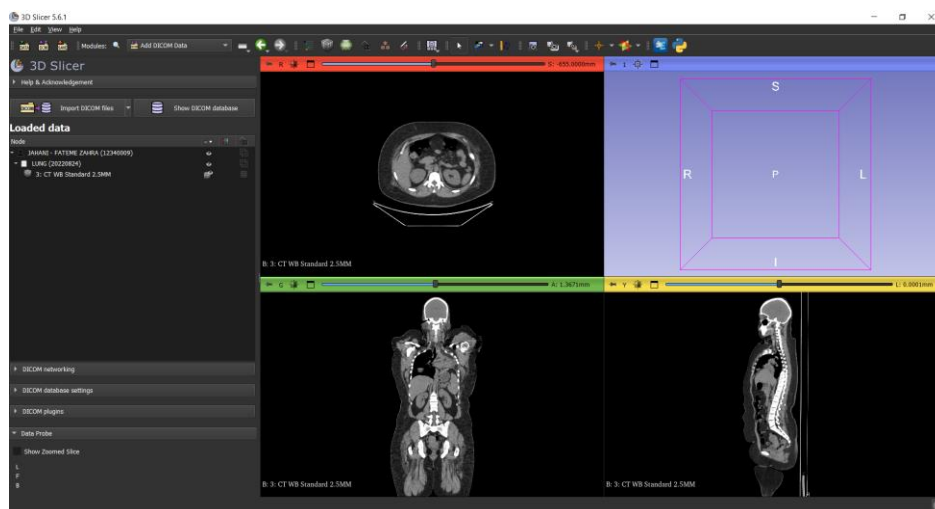 3D Slicer 5.6.1
File Edit View Help
Modules: Add DICOM Data
3D Slicer
Help & Acknowledgement
Import DICOM files
Show DICOM database
Loaded data
Node
JAHANI - FATEME ZAHRA (12340009)
LUNG (20220824)
3: CT WB Standard 2.5MM
DICOM networking
DICOM database settings
DICOM plugins
Data Probe
Show Zoomed Slice
L
F
B
R
S: -655.0000mm
B: 3: CT WB Standard 2.5MM
1
S
R
P
L
I
G
A: 1.3671mm
B: 3: CT WB Standard 2.5MM
Y
L: 0.0001mm
B: 3: CT WB Standard 2.5MM